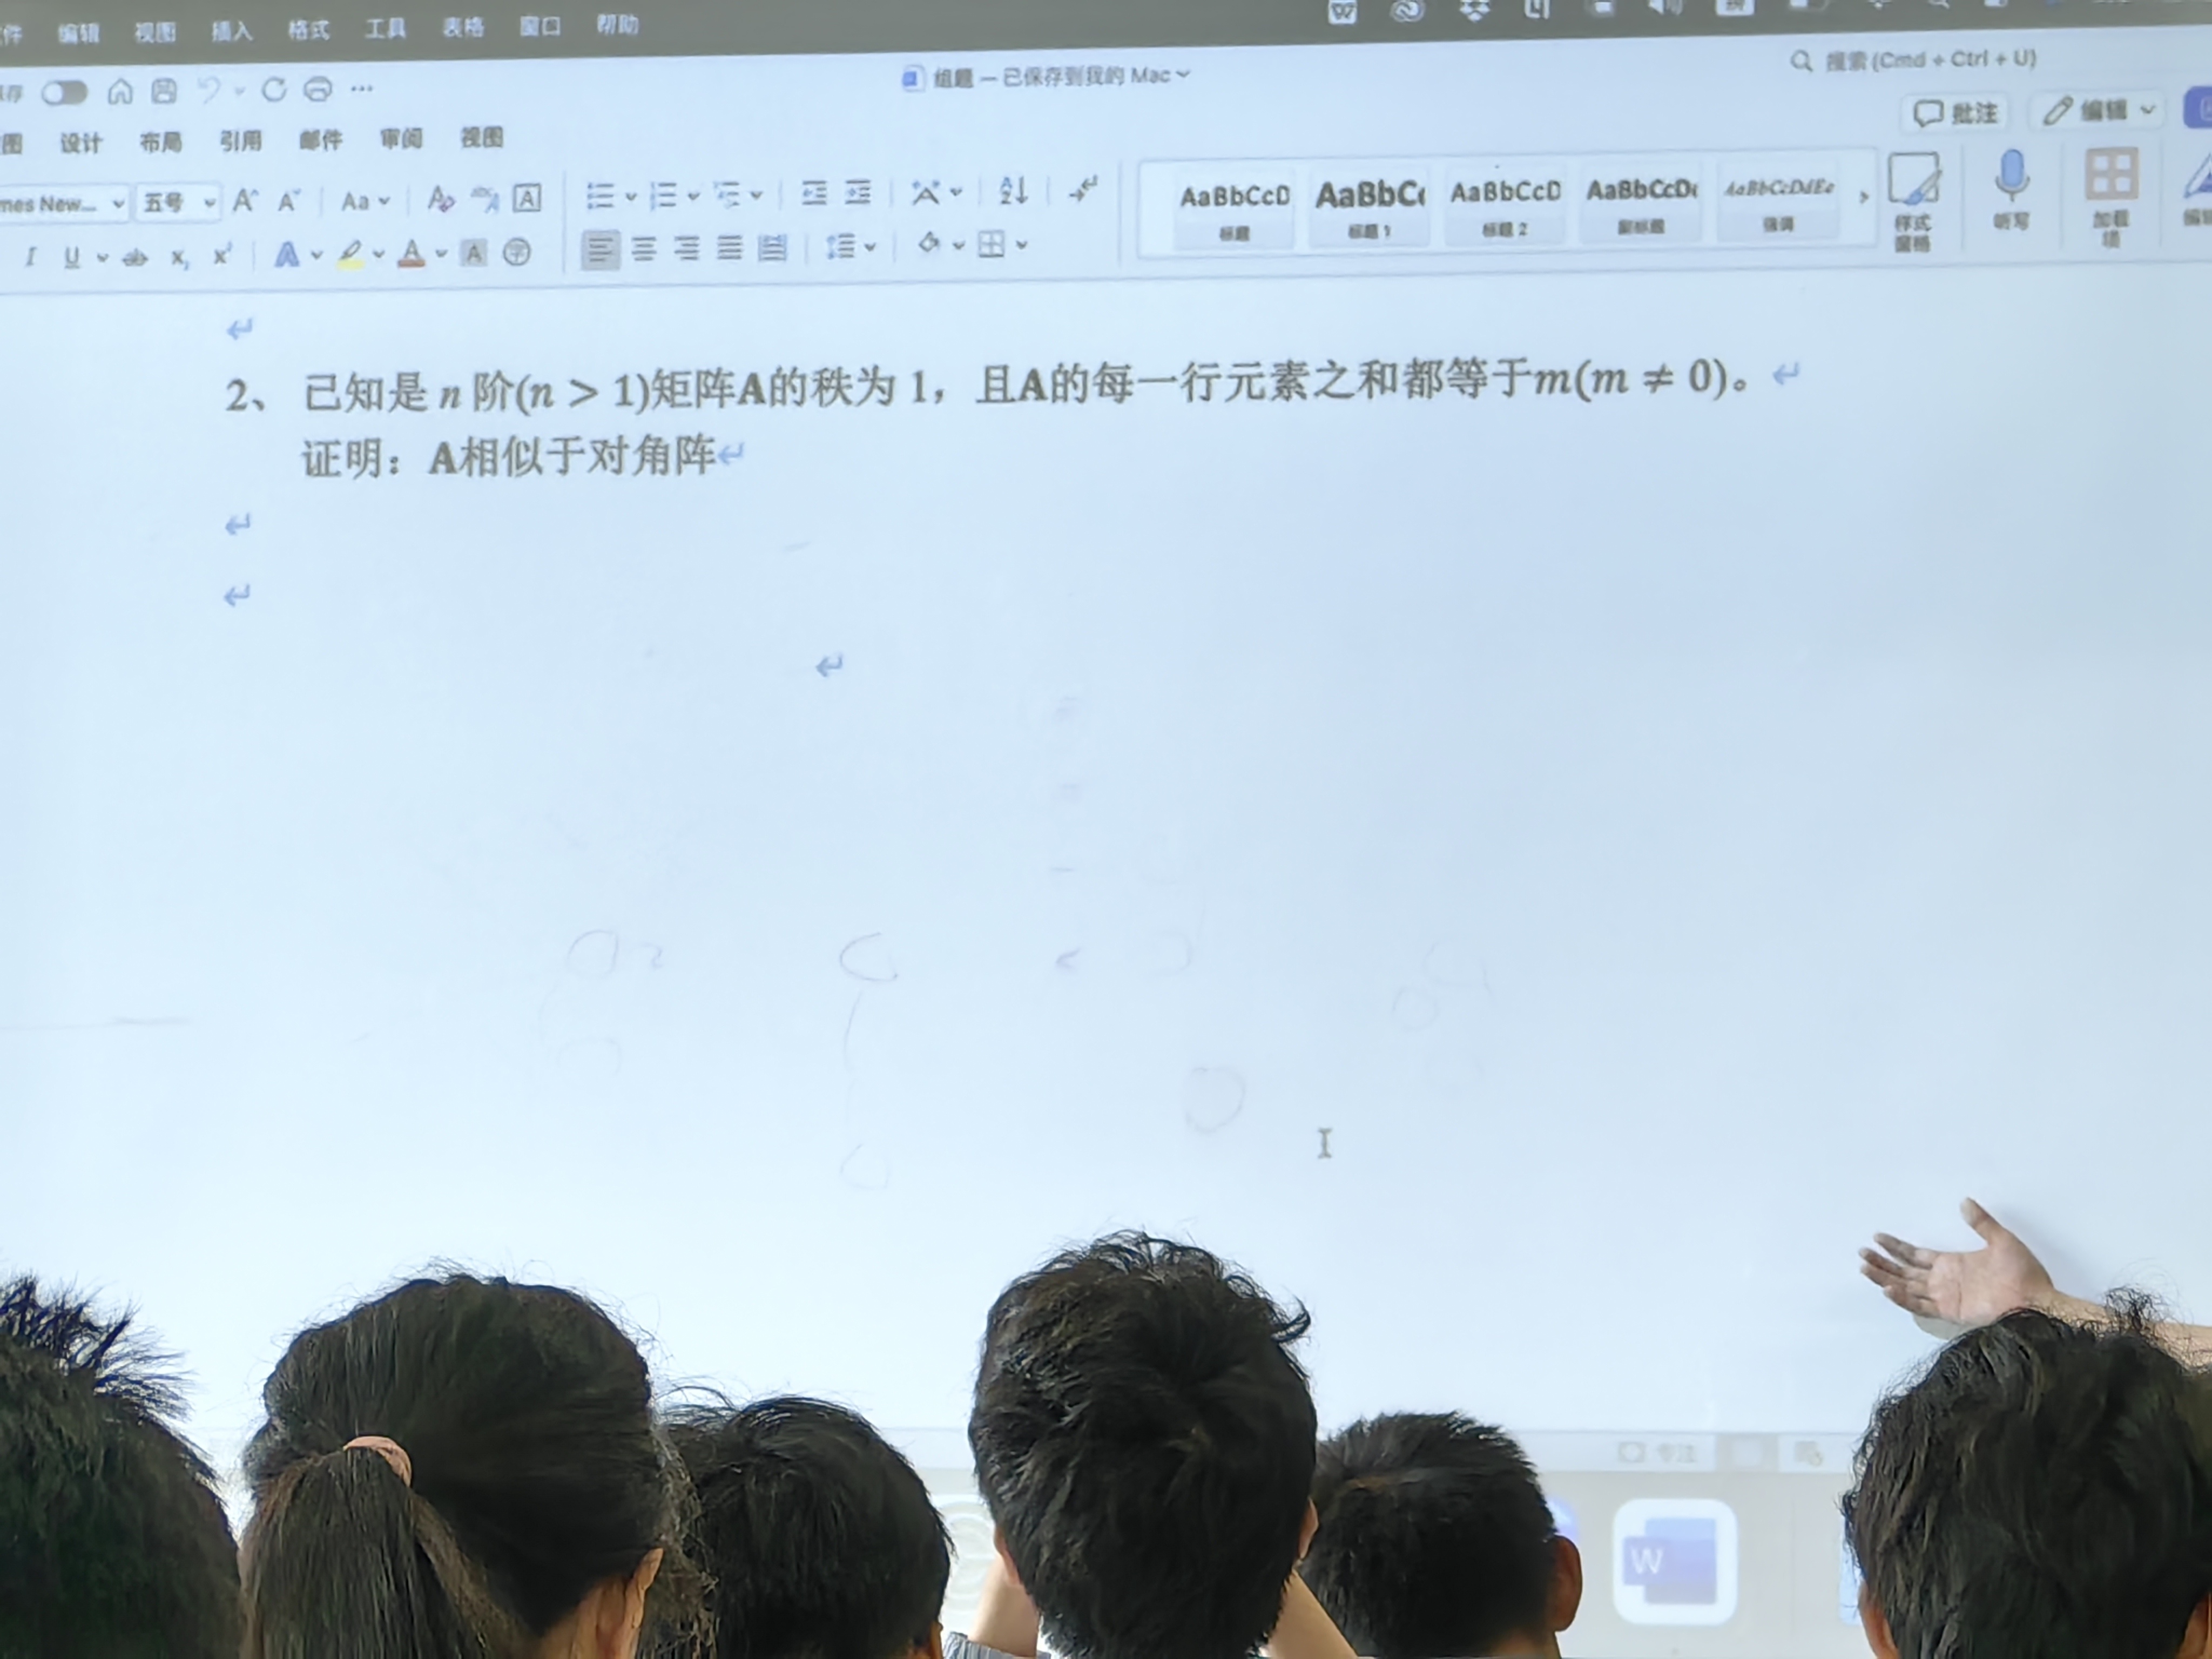 编辑 视图 插入 格式 工具 表格 窗口 帮助
组题 — 已保存到我的 Mac
搜索 (Cmd + Ctrl + U)
批注 编辑
设计 布局 引用 邮件 审阅 视图
mes New... 五号 Aa
AaBbCcD AaBbC AaBbCcD AaBbCcD AaBbCcDdEe
标题 标题 1 标题 2 副标题 强调
样式窗格 听写 加载项
2、 已知是 n 阶(n > 1)矩阵A的秩为 1，且A的每一行元素之和都等于m(m ≠ 0)。
证明：A相似于对角阵
专注
W